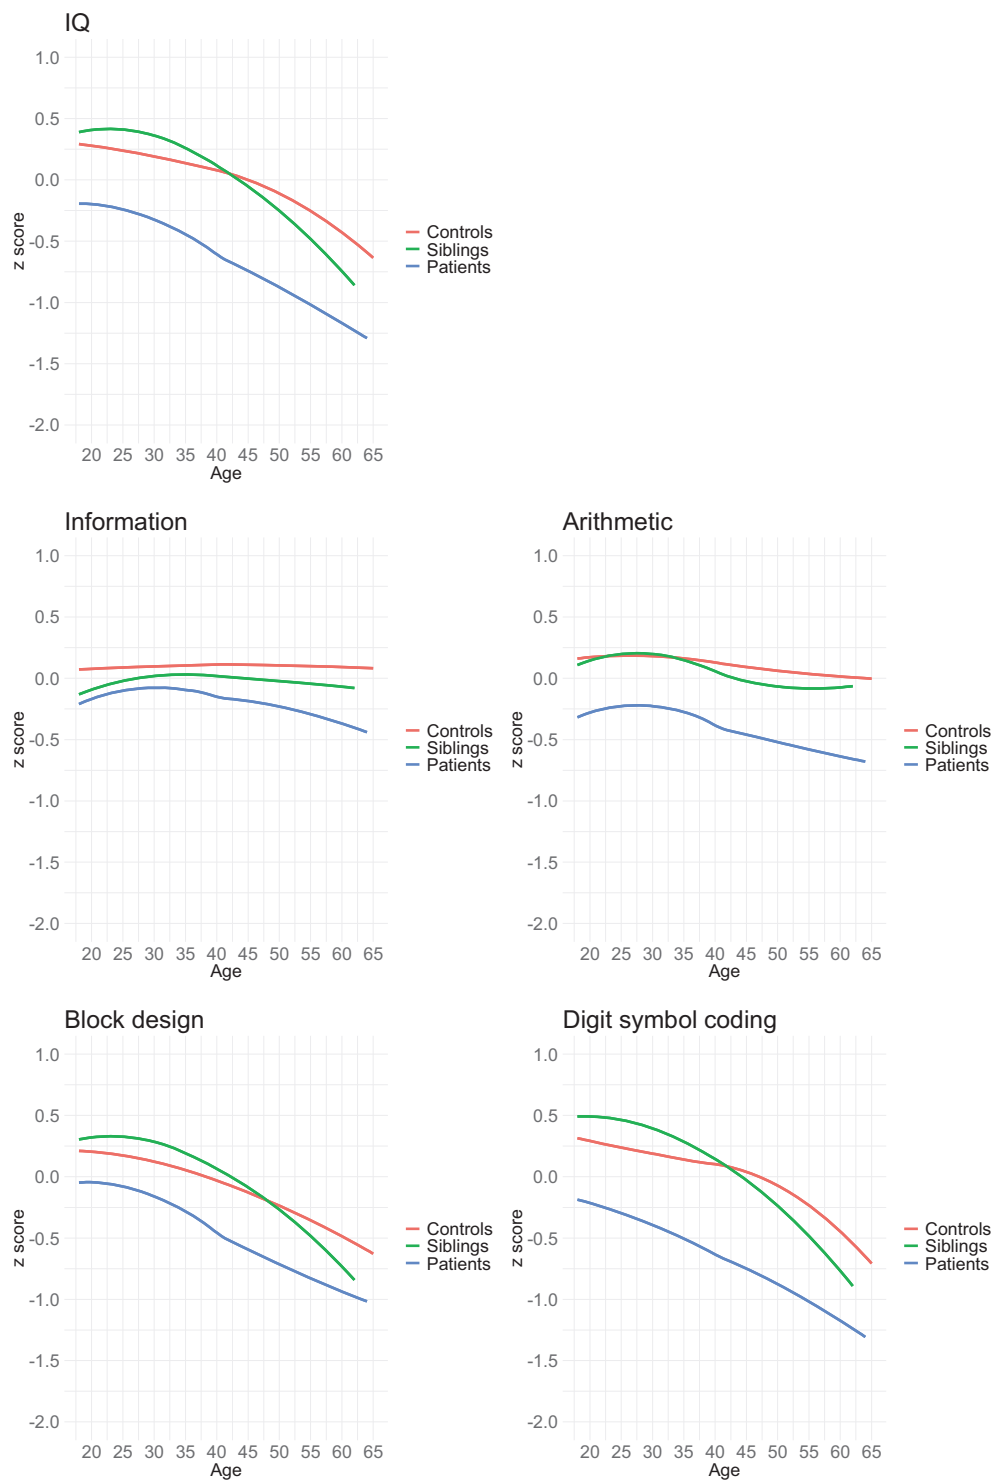 IQ
1.0
0.5
0.0
-0.5
-1.0
-1.5
-2.0
z score
20 25 30 35 40 45 50 55 60 65
Age
Controls
Siblings
Patients
Information
1.0
0.5
0.0
-0.5
-1.0
-1.5
-2.0
z score
20 25 30 35 40 45 50 55 60 65
Age
Controls
Siblings
Patients
Arithmetic
1.0
0.5
0.0
-0.5
-1.0
-1.5
-2.0
z score
20 25 30 35 40 45 50 55 60 65
Age
Controls
Siblings
Patients
Block design
1.0
0.5
0.0
-0.5
-1.0
-1.5
-2.0
z score
20 25 30 35 40 45 50 55 60 65
Age
Controls
Siblings
Patients
Digit symbol coding
1.0
0.5
0.0
-0.5
-1.0
-1.5
-2.0
z score
20 25 30 35 40 45 50 55 60 65
Age
Controls
Siblings
Patients